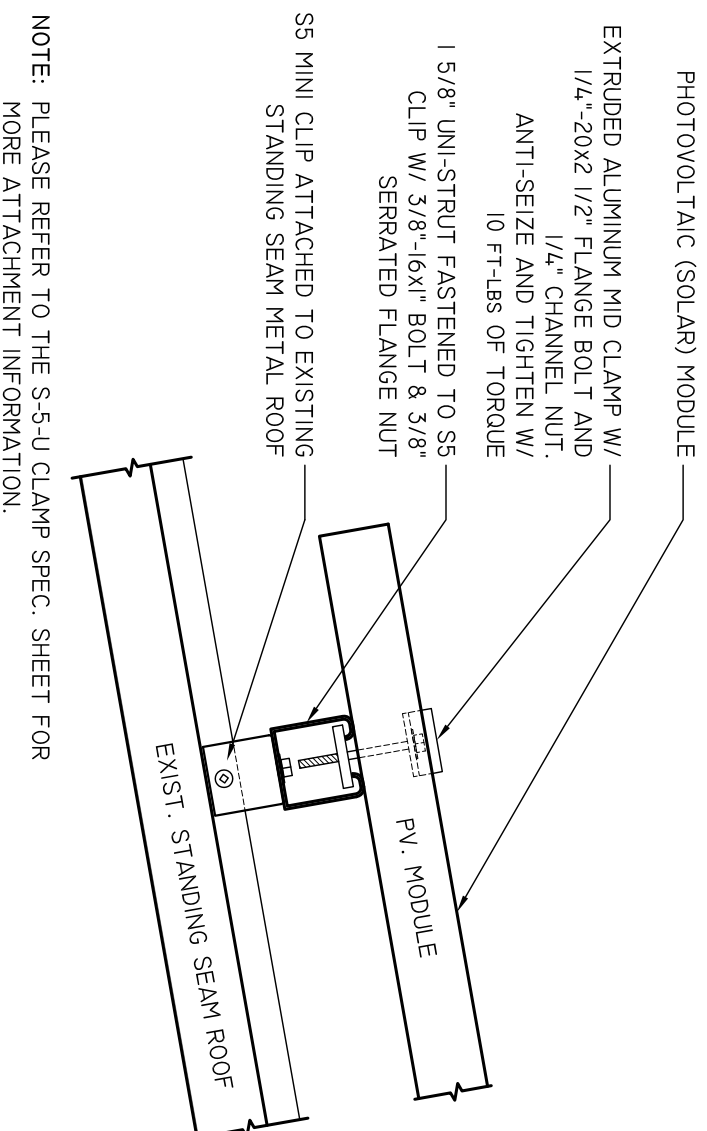 PHOTOVOLTAIC (SOLAR) MODULE
EXTRUDED ALUMINUM MID CLAMP W/
1/4"-20x2 1/2" FLANGE BOLT AND
1/4" CHANNEL NUT.
ANTI-SEIZE AND TIGHTEN W/
10 FT-LBS OF TORQUE
1 5/8" UNI-STRUT FASTENED TO S5
CLIP W/ 3/8"-16x1" BOLT & 3/8"
SERRATED FLANGE NUT
S5 MINI CLIP ATTACHED TO EXISTING
STANDING SEAM METAL ROOF
PV. MODULE
EXIST. STANDING SEAM ROOF
NOTE: PLEASE REFER TO THE S-5-U CLAMP SPEC. SHEET FOR
MORE ATTACHMENT INFORMATION.